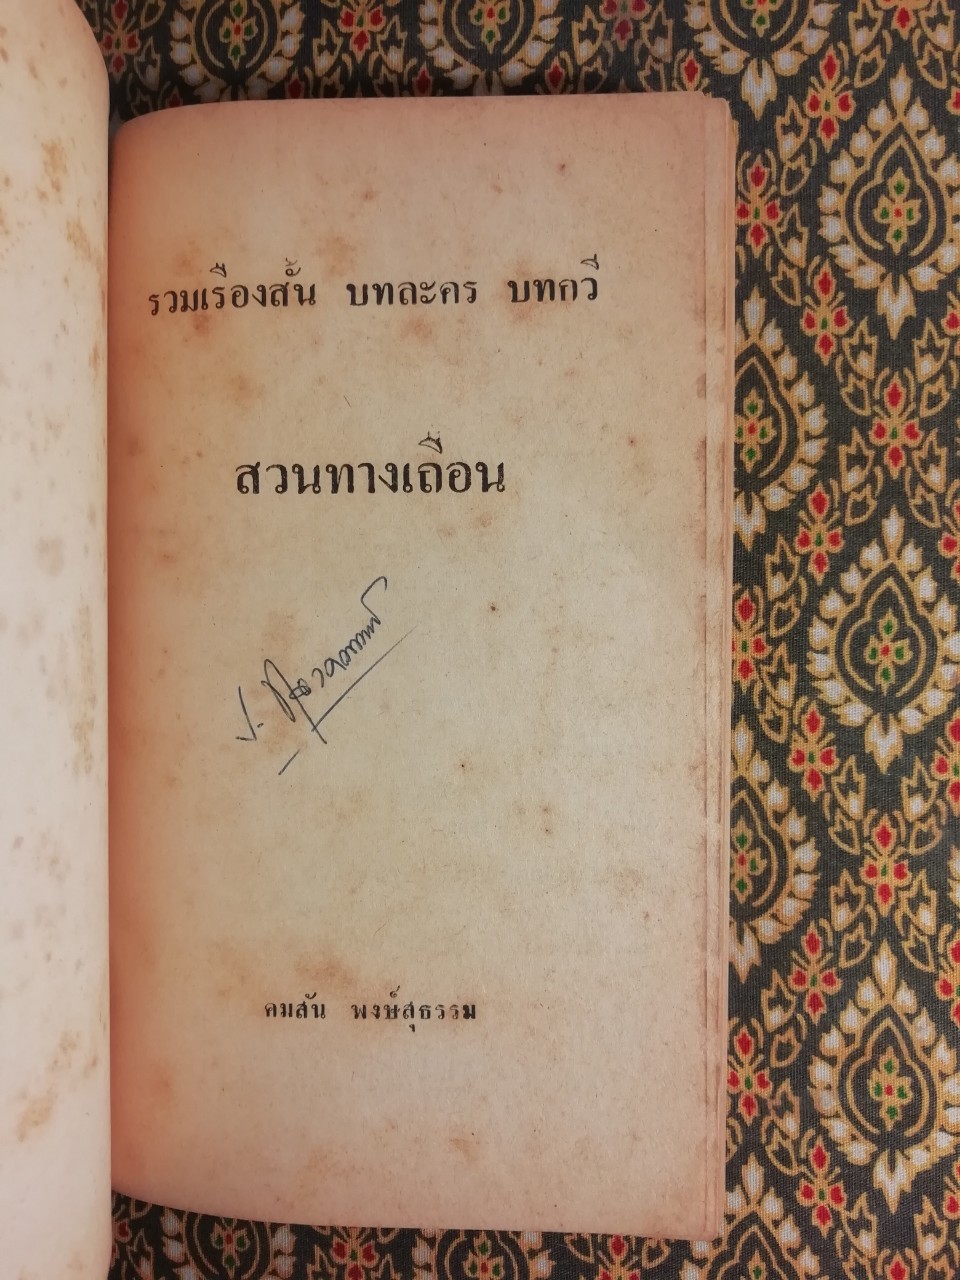 รวมเรื่องสั้น บทละคร บทกวี
สวนทางเถื่อน
คมสัน พงษ์สุธรรม